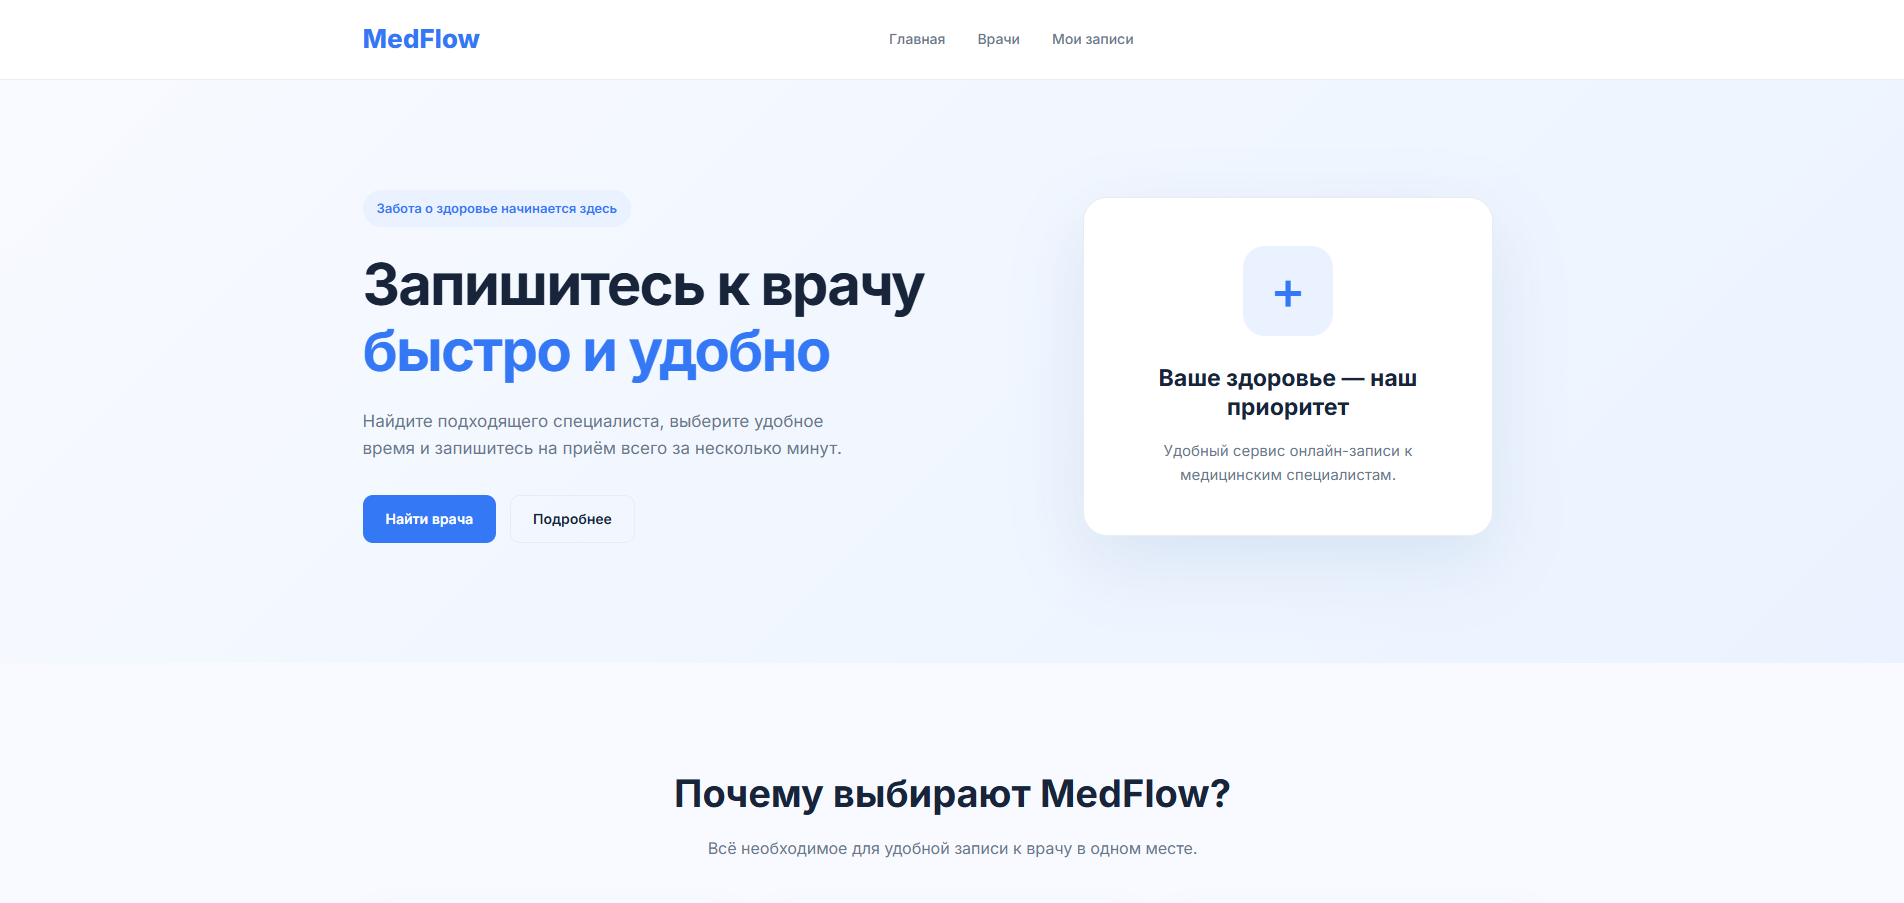 MedFlow
Главная
Врачи
Мои записи
Забота о здоровье начинается здесь
Запишитесь к врачу
быстро и удобно
Найдите подходящего специалиста, выберите удобное
время и запишитесь на приём всего за несколько минут.
Найти врача
Подробнее
+
Ваше здоровье — наш
приоритет
Удобный сервис онлайн-записи к
медицинским специалистам.
Почему выбирают MedFlow?
Всё необходимое для удобной записи к врачу в одном месте.